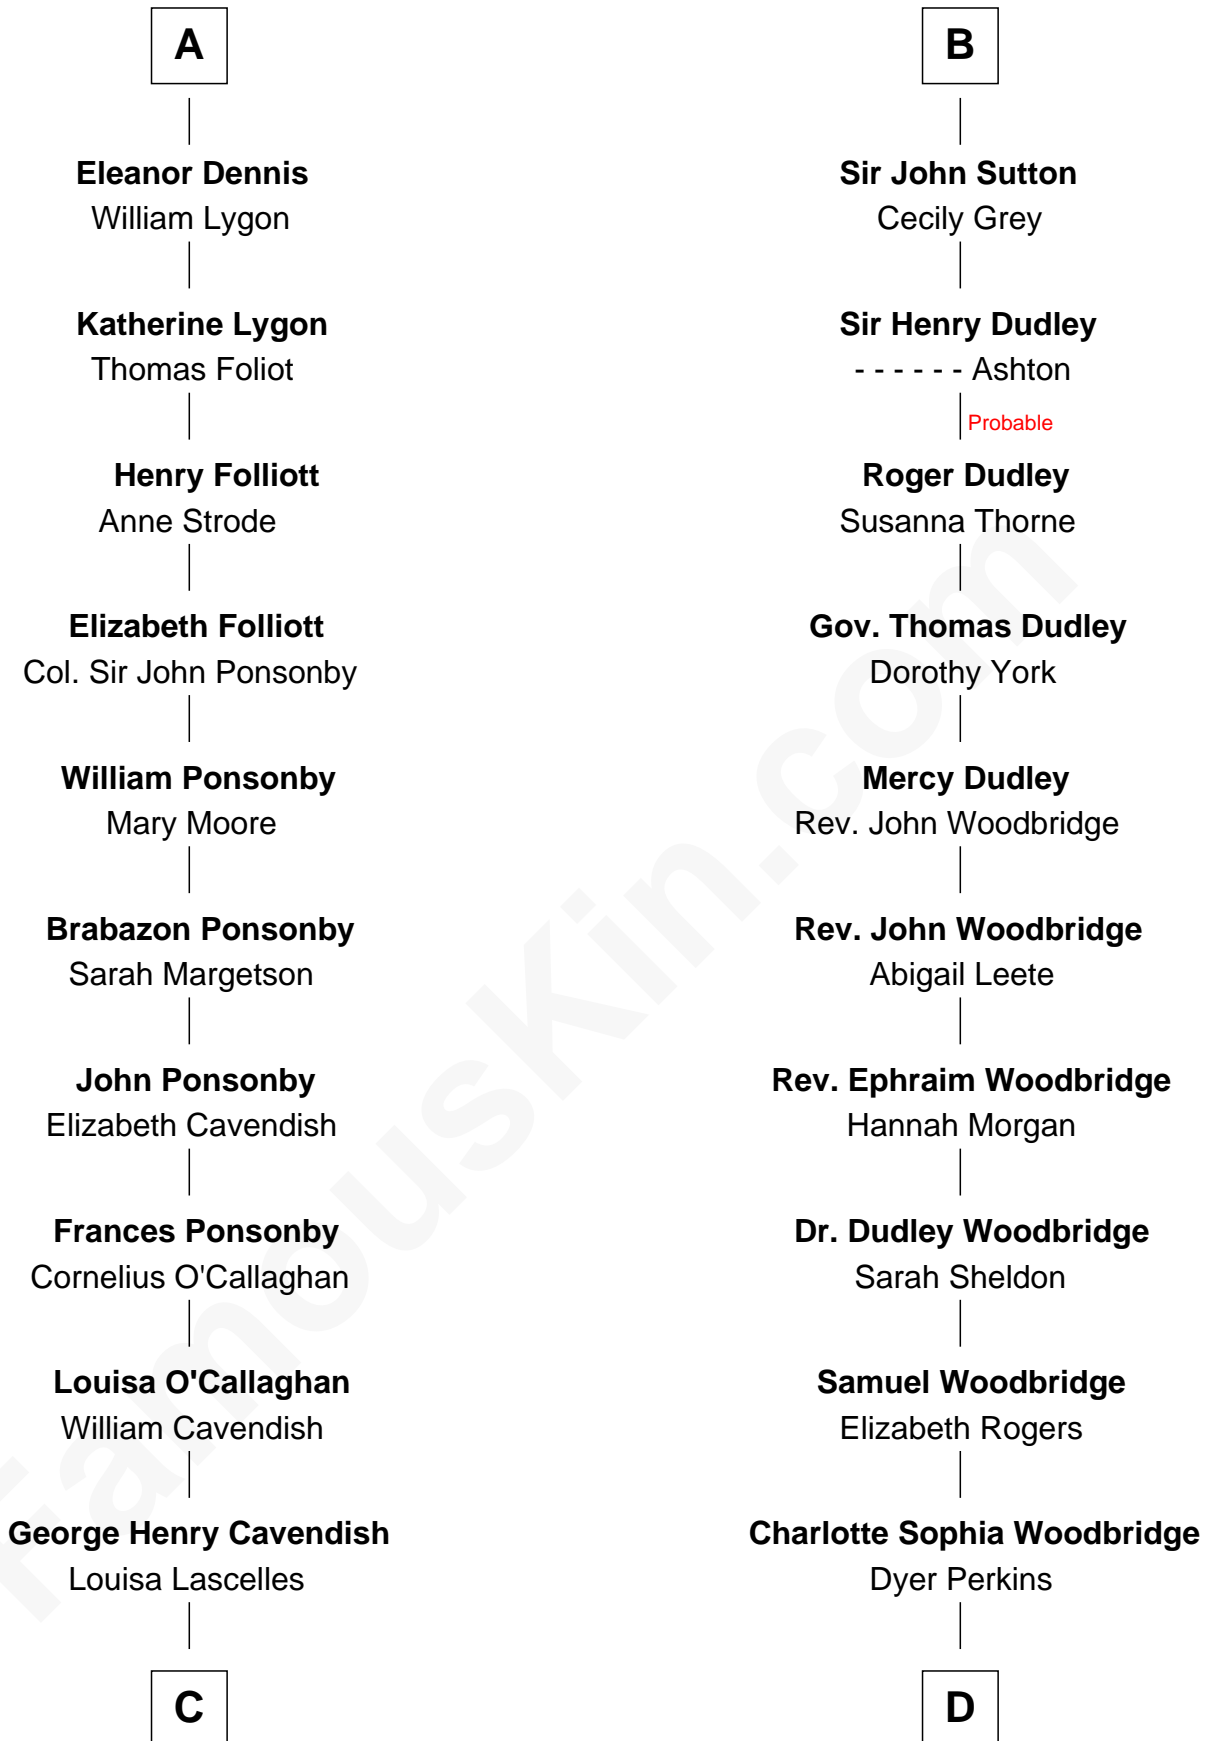 A
Eleanor Dennis
William Lygon
Katherine Lygon
Thomas Foliot
Henry Folliott
Anne Strode
Elizabeth Folliott
Col. Sir John Ponsonby
William Ponsonby
Mary Moore
Brabazon Ponsonby
Sarah Margetson
John Ponsonby
Elizabeth Cavendish
Frances Ponsonby
Cornelius O'Callaghan
Louisa O'Callaghan
William Cavendish
George Henry Cavendish
Louisa Lascelles
C
B
Sir John Sutton
Cecily Grey
Sir Henry Dudley
- - - - - - Ashton
Probable
Roger Dudley
Susanna Thorne
Gov. Thomas Dudley
Dorothy York
Mercy Dudley
Rev. John Woodbridge
Rev. John Woodbridge
Abigail Leete
Rev. Ephraim Woodbridge
Hannah Morgan
Dr. Dudley Woodbridge
Sarah Sheldon
Samuel Woodbridge
Elizabeth Rogers
Charlotte Sophia Woodbridge
Dyer Perkins
D
FamousKin.com